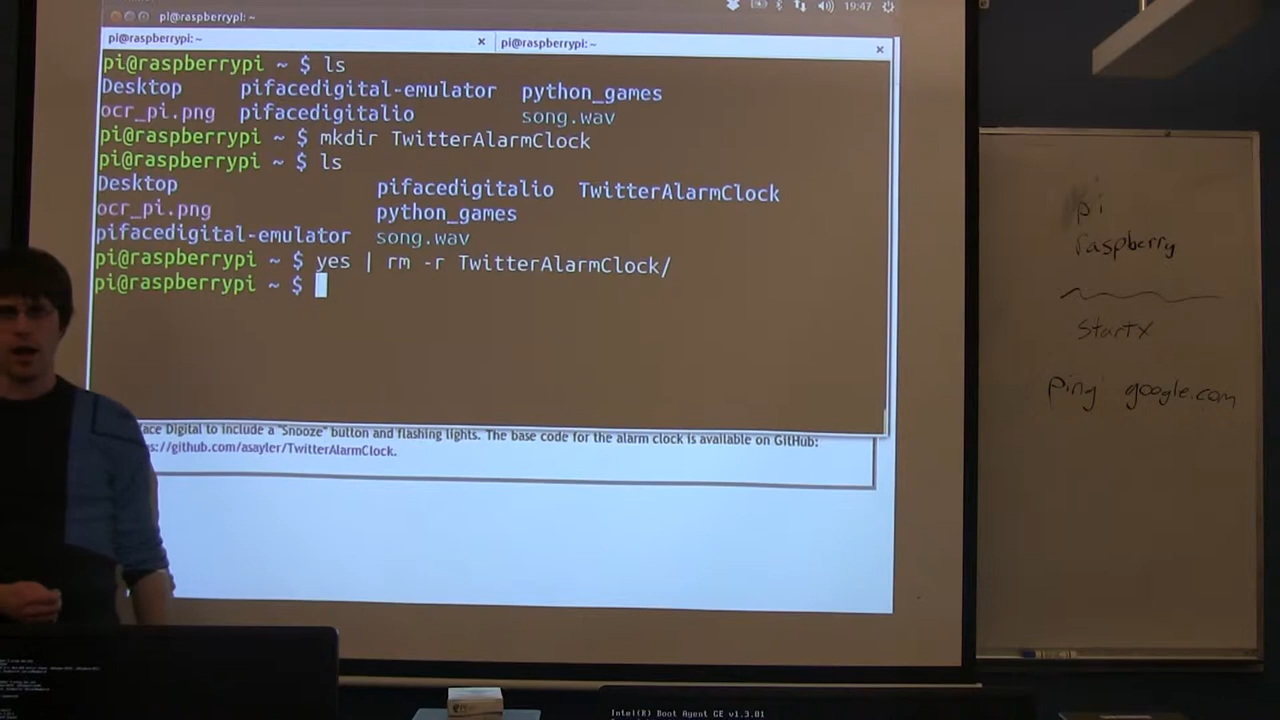 pi@raspberrypi: ~
19:47
pi@raspberrypi: ~ × pi@raspberrypi: ~ ×
pi@raspberrypi ~ $ ls
Desktop pifacedigital-emulator python_games
ocr_pi.png pifacedigitalio song.wav
pi@raspberrypi ~ $ mkdir TwitterAlarmClock
pi@raspberrypi ~ $ ls
Desktop pifacedigitalio TwitterAlarmClock
ocr_pi.png python_games
pifacedigital-emulator song.wav
pi@raspberrypi ~ $ yes | rm -r TwitterAlarmClock/
pi@raspberrypi ~ $
ace Digital to include a "Snooze" button and flashing lights. The base code for the alarm clock is available on GitHub:
s://github.com/asayler/TwitterAlarmClock.
pi
raspberry
startx
ping google.com
Intel(R) Boot Agent GE v1.3.81